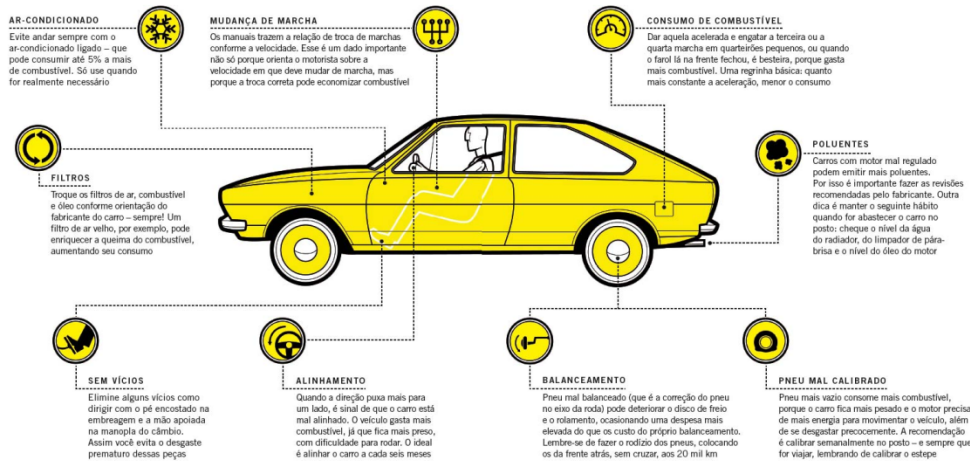 AR-CONDICIONADO
Evite andar sempre com o
ar-condicionado ligado – que
pode consumir até 5% a mais
de combustível. Só use quando
for realmente necessário
MUDANÇA DE MARCHA
Os manuais trazem a relação de troca de marchas
conforme a velocidade. Esse é um dado importante
não só porque orienta o motorista sobre a
velocidade em que deve mudar de marcha, mas
porque a troca correta pode economizar combustível
CONSUMO DE COMBUSTÍVEL
Dar aquela acelerada e engatar a terceira ou a
quarta marcha em quarteirões pequenos, ou quando
o farol lá na frente fechou, é besteira, porque gasta
mais combustível. Uma regrinha básica: quanto
mais constante a aceleração, menor o consumo
FILTROS
Troque os filtros de ar, combustível
e óleo conforme orientação do
fabricante do carro – sempre! Um
filtro de ar velho, por exemplo, pode
enriquecer a queima do combustível,
aumentando seu consumo
POLUENTES
Carros com motor mal regulado
podem emitir mais poluentes.
Por isso é importante fazer as revisões
recomendadas pelo fabricante. Outra
dica é manter o seguinte hábito
quando for abastecer o carro no
posto: cheque o nível da água
do radiador, do limpador de pára-
brisa e o nível do óleo do motor
SEM VÍCIOS
Elimine alguns vícios como
dirigir com o pé encostado na
embreagem e a mão apoiada
na manopla do câmbio.
Assim você evita o desgaste
prematuro dessas peças
ALINHAMENTO
Quando a direção puxa mais para
um lado, é sinal de que o carro está
mal alinhado. O veículo gasta mais
combustível, já que fica mais preso,
com dificuldade para rodar. O ideal
é alinhar o carro a cada seis meses
BALANCEAMENTO
Pneu mal balanceado (que é a correção do pneu
no eixo da roda) pode deteriorar o disco de freio
e o rolamento, ocasionando uma despesa mais
elevada do que os custo do próprio balanceamento.
Lembre-se de fazer o rodízio dos pneus, colocando
os da frente atrás, sem cruzar, aos 20 mil km
PNEU MAL CALIBRADO
Pneu mais vazio consome mais combustível,
porque o carro fica mais pesado e o motor precisa
de mais energia para movimentar o veículo, além
de se desgastar precocemente. A recomendação
é calibrar semanalmente no posto – e sempre que
for viajar, lembrando de calibrar o estepe